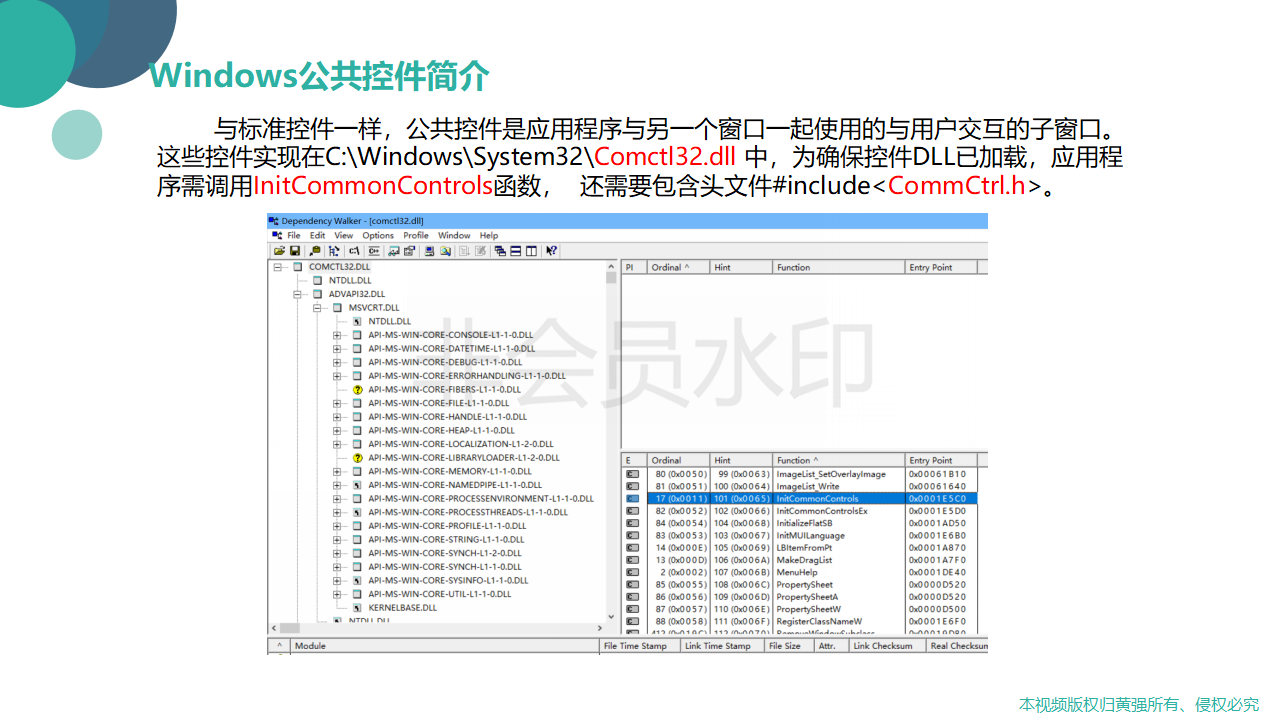 Windows公共控件简介
与标准控件一样，公共控件是应用程序与另一个窗口一起使用的与用户交互的子窗口。
这些控件实现在C:\Windows\System32\Comctl32.dll 中，为确保控件DLL已加载，应用程
序需调用InitCommonControls函数， 还需要包含头文件#include<CommCtrl.h>。
Dependency Walker - [comctl32.dll]
File Edit View Options Profile Window Help
COMCTL32.DLL
NTDLL.DLL
ADVAPI32.DLL
MSVCRT.DLL
NTDLL.DLL
API-MS-WIN-CORE-CONSOLE-L1-1-0.DLL
API-MS-WIN-CORE-DATETIME-L1-1-0.DLL
API-MS-WIN-CORE-DEBUG-L1-1-0.DLL
API-MS-WIN-CORE-ERRORHANDLING-L1-1-0.DLL
API-MS-WIN-CORE-FIBERS-L1-1-0.DLL
API-MS-WIN-CORE-FILE-L1-1-0.DLL
API-MS-WIN-CORE-HANDLE-L1-1-0.DLL
API-MS-WIN-CORE-HEAP-L1-1-0.DLL
API-MS-WIN-CORE-LOCALIZATION-L1-2-0.DLL
API-MS-WIN-CORE-LIBRARYLOADER-L1-2-0.DLL
API-MS-WIN-CORE-MEMORY-L1-1-0.DLL
API-MS-WIN-CORE-NAMEDPIPE-L1-1-0.DLL
API-MS-WIN-CORE-PROCESSENVIRONMENT-L1-1-0.DLL
API-MS-WIN-CORE-PROCESSTHREADS-L1-1-0.DLL
API-MS-WIN-CORE-PROFILE-L1-1-0.DLL
API-MS-WIN-CORE-STRING-L1-1-0.DLL
API-MS-WIN-CORE-SYNCH-L1-2-0.DLL
API-MS-WIN-CORE-SYNCH-L1-1-0.DLL
API-MS-WIN-CORE-SYSINFO-L1-1-0.DLL
API-MS-WIN-CORE-UTIL-L1-1-0.DLL
KERNELBASE.DLL
NTDLL.DLL
PI Ordinal ^ Hint Function Entry Point
非会员水印
E Ordinal Hint Function ^ Entry Point
80 (0x0050) 99 (0x0063) ImageList_SetOverlayImage 0x00061B10
81 (0x0051) 100 (0x0064) ImageList_Write 0x00061640
17 (0x0011) 101 (0x0065) InitCommonControls 0x0001E5C0
82 (0x0052) 102 (0x0066) InitCommonControlsEx 0x0001E5D0
84 (0x0054) 104 (0x0068) InitializeFlatSB 0x0001AD50
83 (0x0053) 103 (0x0067) InitMUILanguage 0x0001E6B0
14 (0x000E) 105 (0x0069) LBItemFromPt 0x0001A870
13 (0x000D) 106 (0x006A) MakeDragList 0x0001A7F0
2 (0x0002) 107 (0x006B) MenuHelp 0x0001DE40
85 (0x0055) 108 (0x006C) PropertySheet 0x0000D520
86 (0x0056) 109 (0x006D) PropertySheetA 0x0000D520
87 (0x0057) 110 (0x006E) PropertySheetW 0x0000D500
88 (0x0058) 111 (0x006F) RegisterClassNameW 0x0001E6F0
412 (0x019C) 112 (0x0070) RemoveWindowSubclass
^ Module File Time Stamp Link Time Stamp File Size Attr. Link Checksum Real Checksum
本视频版权归黄强所有、侵权必究